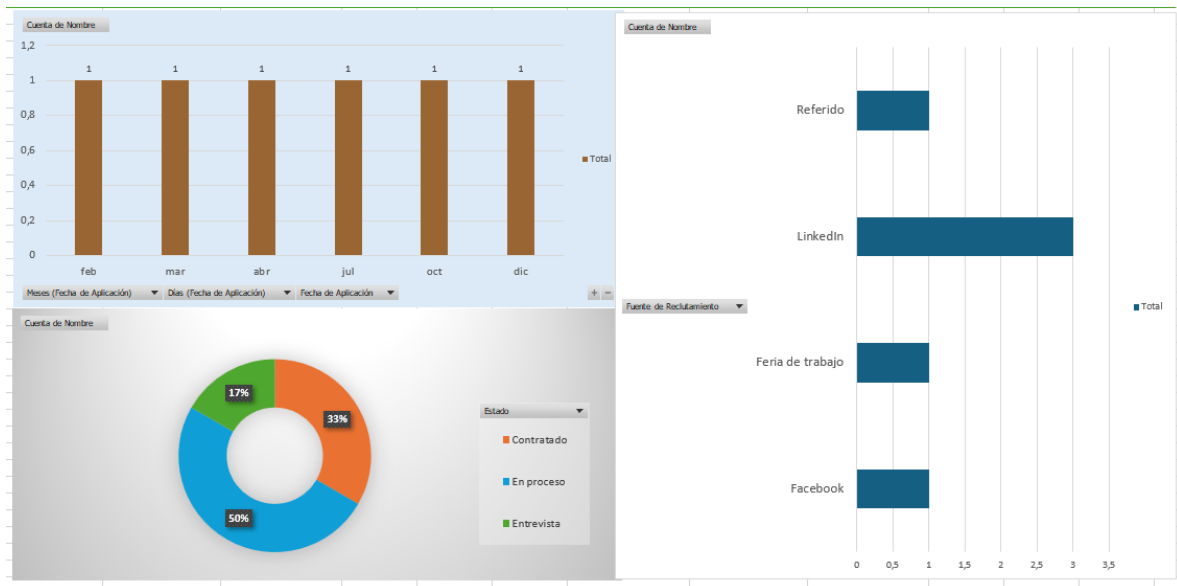 Cuenta de Nombre
1,2
1
0,8
0,6
0,4
0,2
0
1 1 1 1 1 1
feb mar abr jul oct dic
Total
Meses (Fecha de Aplicación) Días (Fecha de Aplicación) Fecha de Aplicación
+ -
Cuenta de Nombre
17%
33%
50%
Estado
Contratado
En proceso
Entrevista
Cuenta de Nombre
Referido
LinkedIn
Fuente de Reclutamiento
Total
Feria de trabajo
Facebook
0 0,5 1 1,5 2 2,5 3 3,5